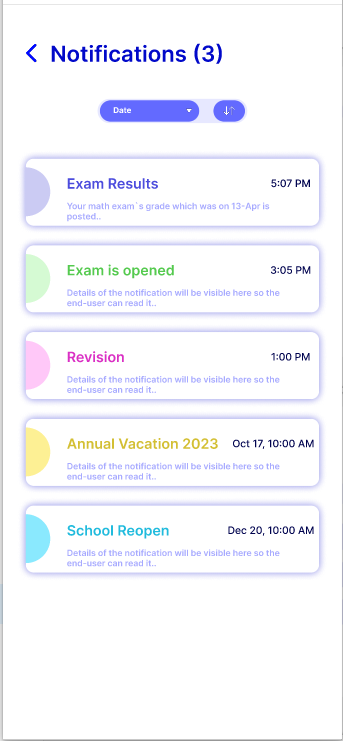 Notifications (3)
Date
Exam Results 5:07 PM
Your math exam`s grade which was on 13-Apr is
posted..
Exam is opened 3:05 PM
Details of the notification will be visible here so the
end-user can read it..
Revision 1:00 PM
Details of the notification will be visible here so the
end-user can read it..
Annual Vacation 2023 Oct 17, 10:00 AM
Details of the notification will be visible here so the
end-user can read it..
School Reopen Dec 20, 10:00 AM
Details of the notification will be visible here so the
end-user can read it..